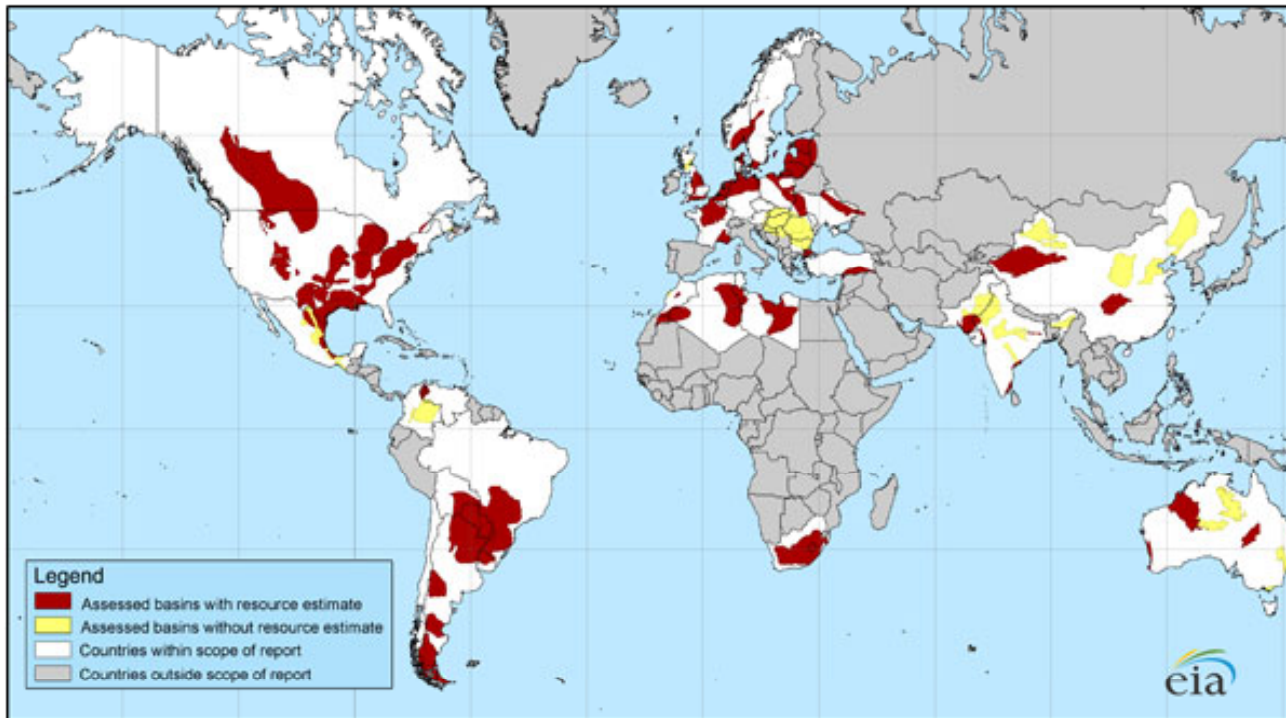 Legend
Assessed basins with resource estimate
Assessed basins without resource estimate
Countries within scope of report
Countries outside scope of report
eia